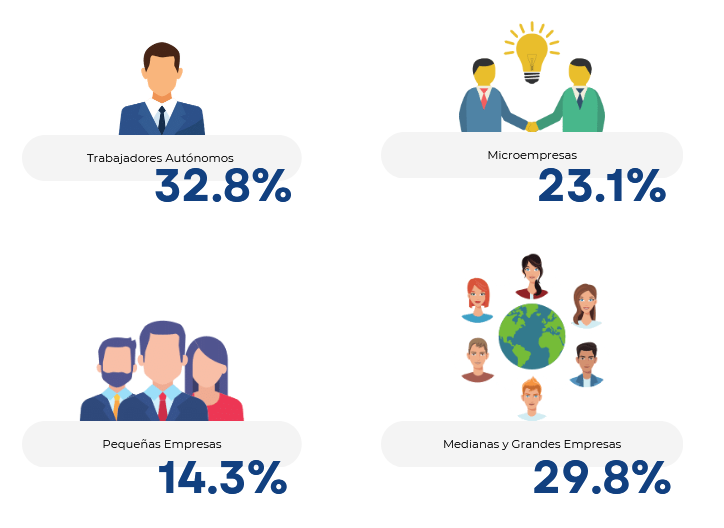 Trabajadores Autónomos
32.8%
Microempresas
23.1%
Pequeñas Empresas
14.3%
Medianas y Grandes Empresas
29.8%